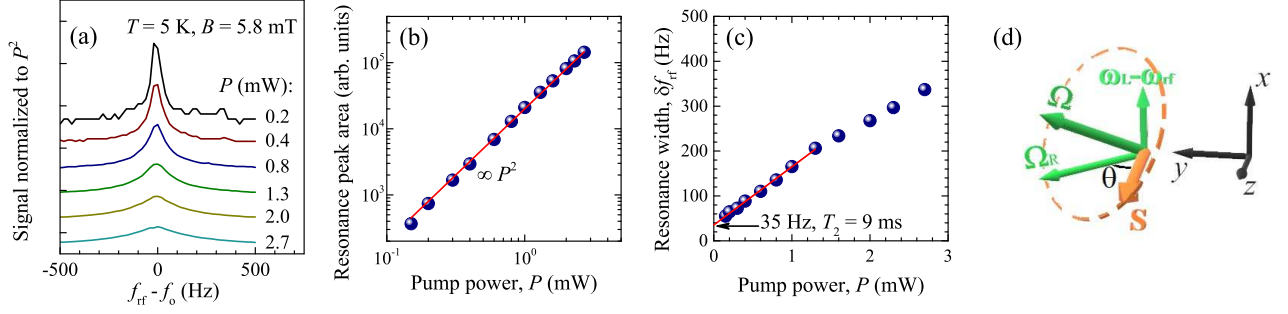 (a)
T = 5 K, B = 5.8 mT
P (mW):
0.2
0.4
0.8
1.3
2.0
2.7
Signal normalized to P²
-500
0
500
f_rf - f_o (Hz)
(b)
Resonance peak area (arb. units)
10⁵
10⁴
10³
∞ P²
10⁻¹
10⁰
Pump power, P (mW)
(c)
Resonance width, δf_rf (Hz)
500
400
300
200
100
0
35 Hz, T₂ = 9 ms
0
1
2
3
4
Pump power, P (mW)
(d)
ω_L-ω_rf
Ω
Ω_R
θ
S
x
y
z